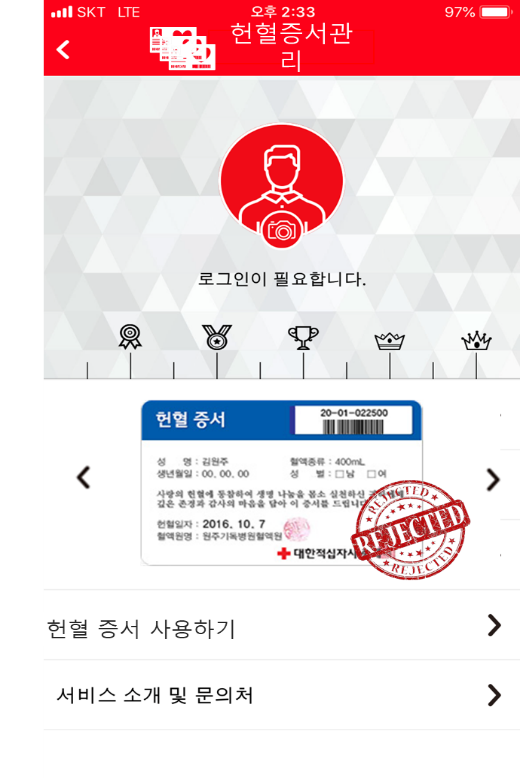 SKT LTE 오후 2:33 97%
헌혈증서관
리
로그인이 필요합니다.
헌혈 증서
20-01-022500
성 명 : 김원주 혈액종류 : 400mL
생년월일 : 00. 00. 00 성 별 : □남 □여
사랑의 헌혈에 동참하여 생명 나눔을 몸소 실천하신
깊은 존경과 감사의 마음을 담아 이 증서를 드립니다
헌혈일자 : 2016. 10. 7
혈액원명 : 원주기독병원혈액원
대한적십자사
REJECTED
REJECTED
REJECTED
헌혈 증서 사용하기
서비스 소개 및 문의처